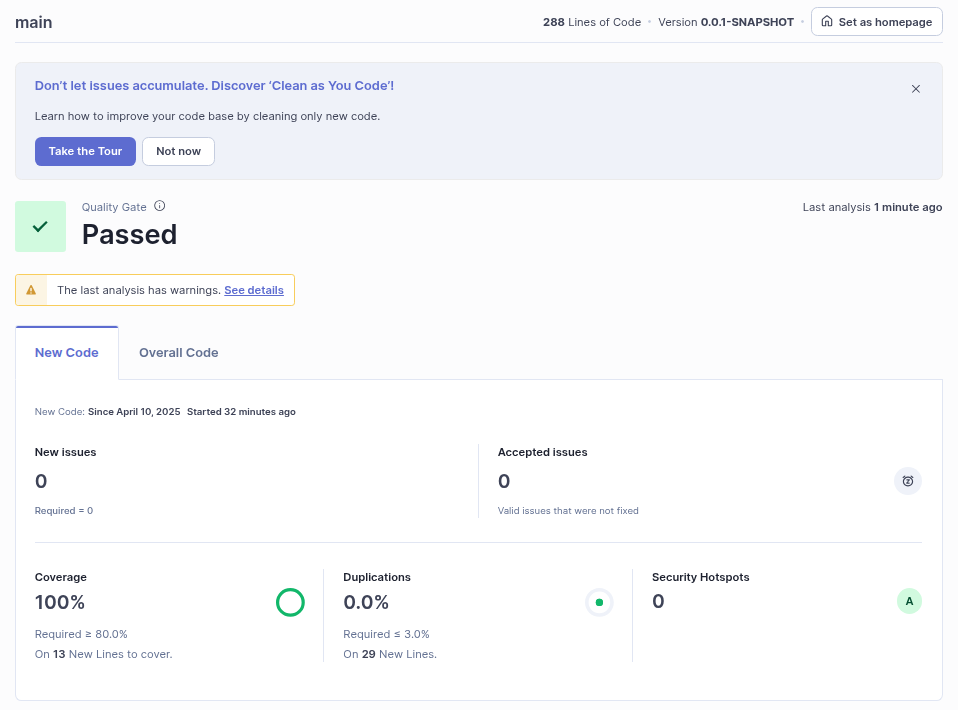 main
288 Lines of Code • Version 0.0.1-SNAPSHOT • Set as homepage
Don't let issues accumulate. Discover 'Clean as You Code'!
Learn how to improve your code base by cleaning only new code.
Take the Tour Not now
Quality Gate
Last analysis 1 minute ago
Passed
The last analysis has warnings. See details
New Code Overall Code
New Code: Since April 10, 2025 Started 32 minutes ago
New issues
0
Required = 0
Accepted issues
0
Valid issues that were not fixed
Coverage
100%
Required ≥ 80.0%
On 13 New Lines to cover.
Duplications
0.0%
Required ≤ 3.0%
On 29 New Lines.
Security Hotspots
0
A